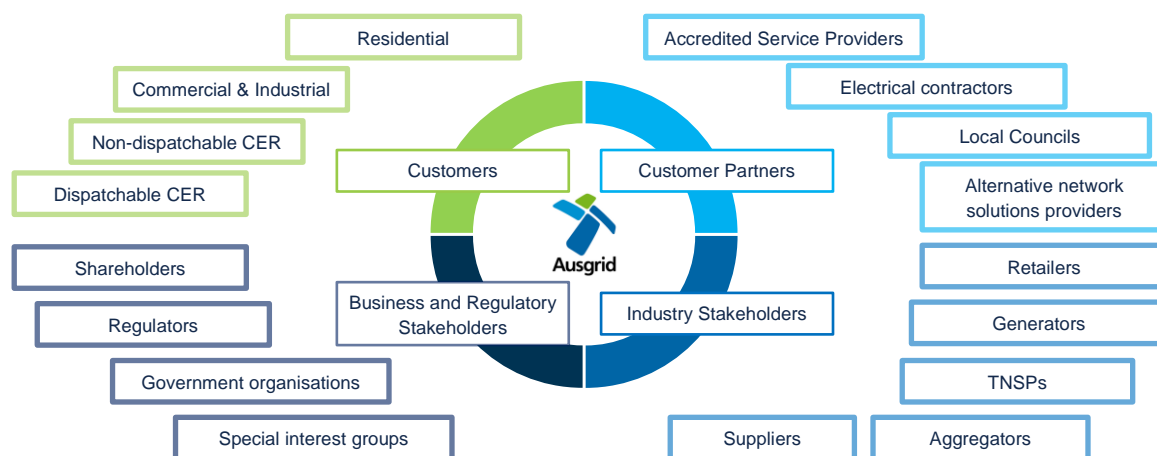 Residential
Accredited Service Providers
Commercial & Industrial
Electrical contractors
Non-dispatchable CER
Local Councils
Customers
Customer Partners
Dispatchable CER
Alternative network
solutions providers
Ausgrid
Shareholders
Retailers
Business and Regulatory
Stakeholders
Industry Stakeholders
Regulators
Generators
Government organisations
TNSPs
Special interest groups
Suppliers
Aggregators